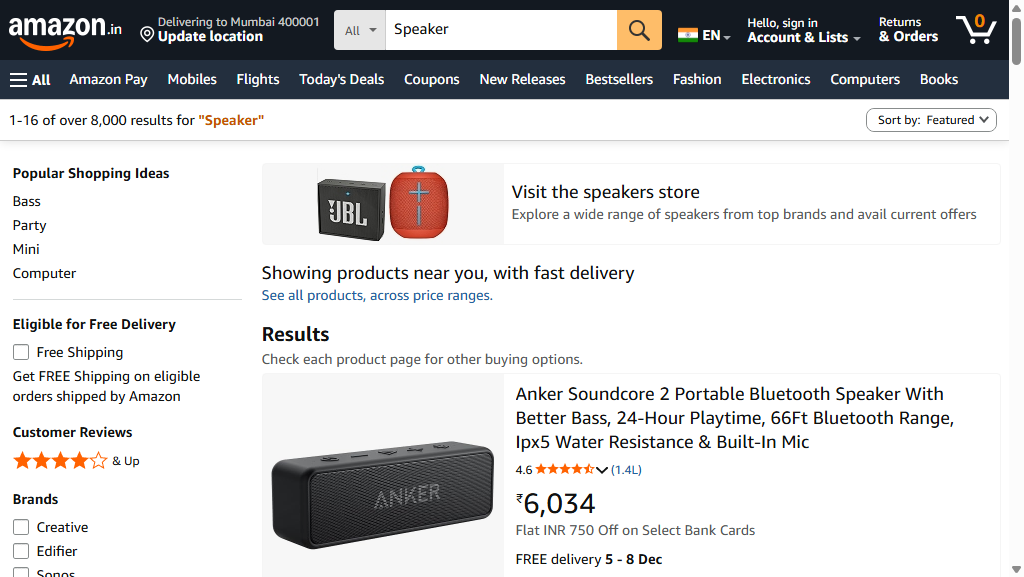 amazon.in
Delivering to Mumbai 400001
Update location
All
Speaker
EN
Hello, sign in
Account & Lists
Returns
& Orders
0
All
Amazon Pay
Mobiles
Flights
Today's Deals
Coupons
New Releases
Bestsellers
Fashion
Electronics
Computers
Books
1-16 of over 8,000 results for "Speaker"
Sort by: Featured
Popular Shopping Ideas
Bass
Party
Mini
Computer
Eligible for Free Delivery
Free Shipping
Get FREE Shipping on eligible
orders shipped by Amazon
Customer Reviews
& Up
Brands
Creative
Edifier
Sonos
JBL
Visit the speakers store
Explore a wide range of speakers from top brands and avail current offers
Showing products near you, with fast delivery
See all products, across price ranges.
Results
Check each product page for other buying options.
ANKER
Anker Soundcore 2 Portable Bluetooth Speaker With
Better Bass, 24-Hour Playtime, 66Ft Bluetooth Range,
Ipx5 Water Resistance & Built-In Mic
4.6 (1.4L)
₹6,034
Flat INR 750 Off on Select Bank Cards
FREE delivery 5 - 8 Dec